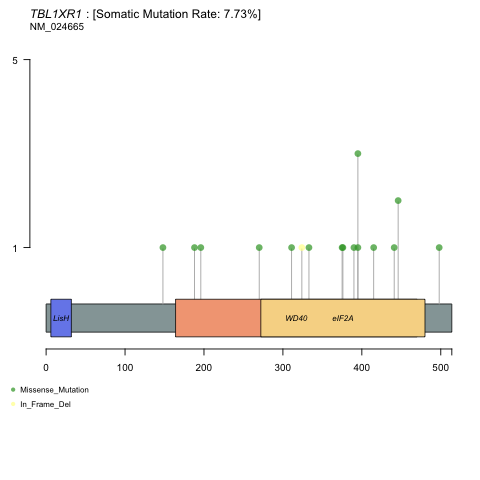 TBL1XR1 : [Somatic Mutation Rate: 7.73%]
NM_024665
5
1
LisH
WD40
eIF2A
0 100 200 300 400 500
Missense_Mutation
In_Frame_Del